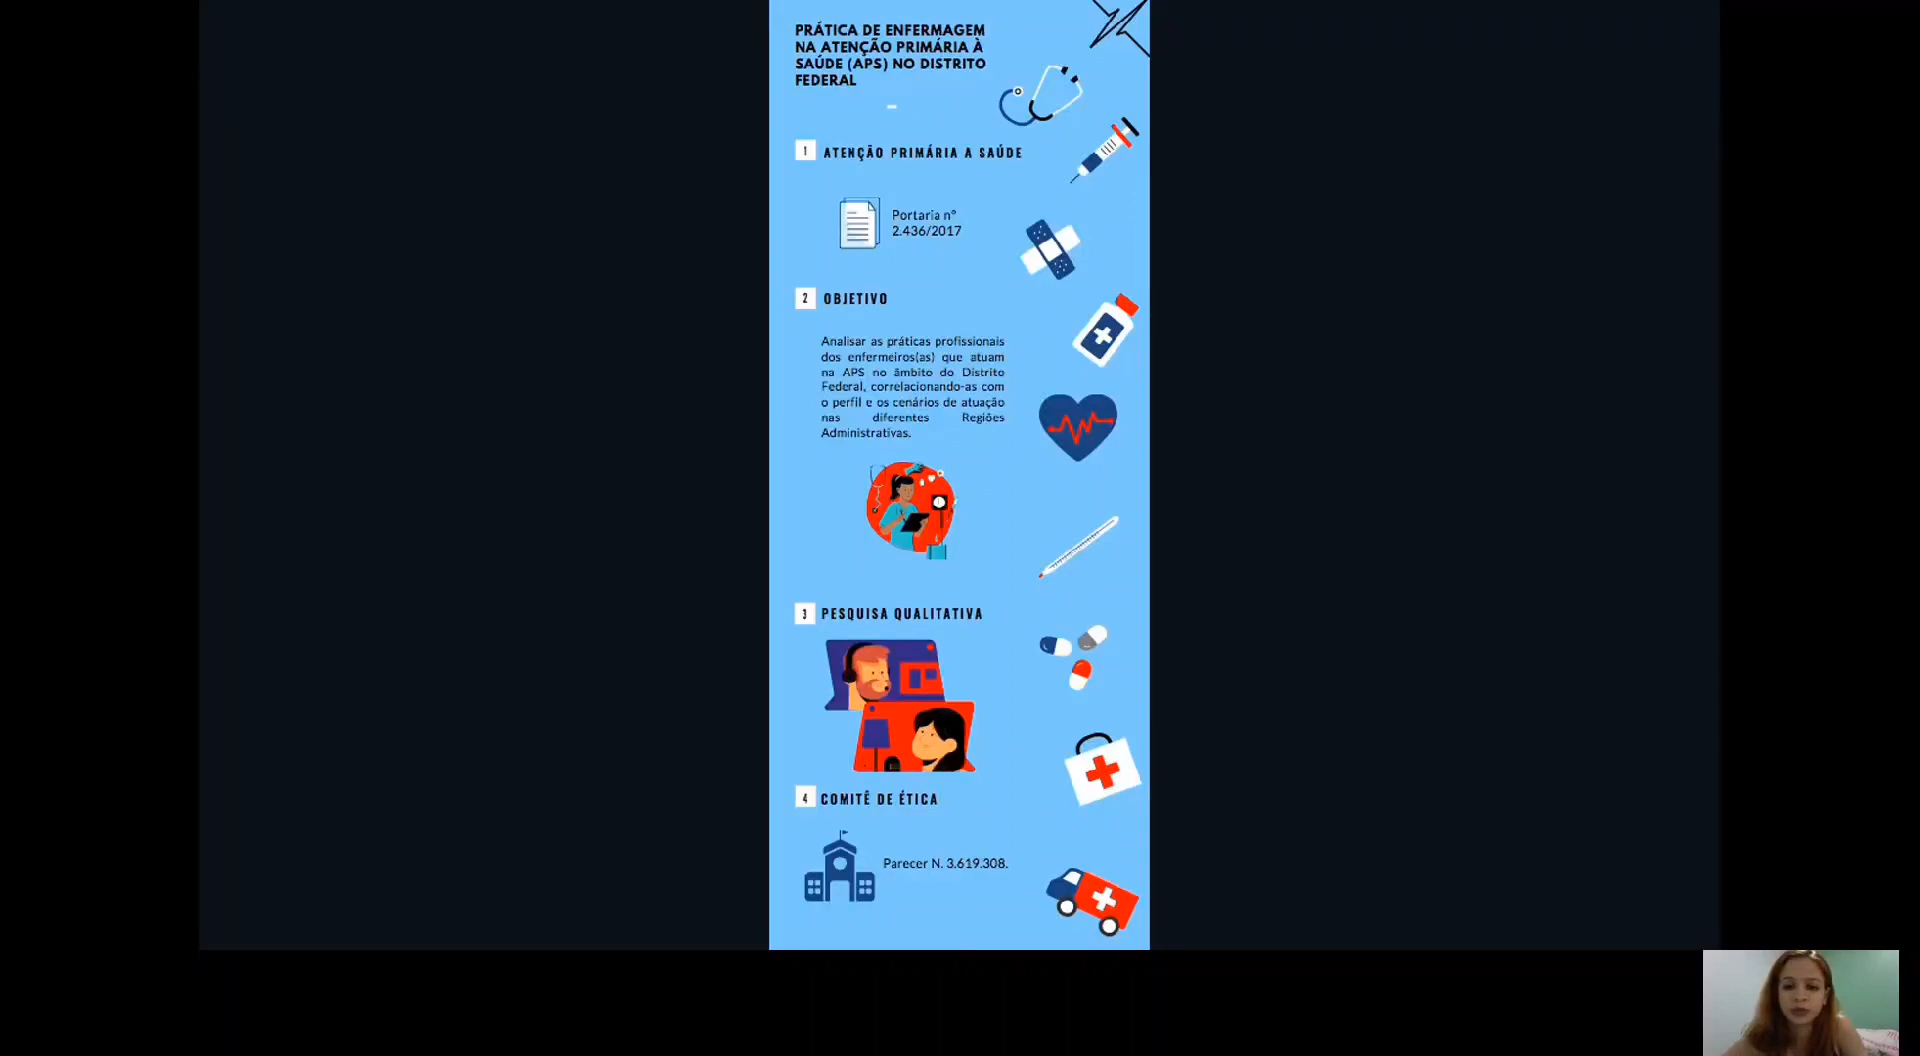 PRÁTICA DE ENFERMAGEM
NA ATENÇÃO PRIMÁRIA À
SAÚDE (APS) NO DISTRITO
FEDERAL
1 ATENÇÃO PRIMÁRIA A SAÚDE
Portaria nº
2.436/2017
2 OBJETIVO
Analisar as práticas profissionais
dos enfermeiros(as) que atuam
na APS no âmbito do Distrito
Federal, correlacionando-as com
o perfil e os cenários de atuação
nas diferentes Regiões
Administrativas.
3 PESQUISA QUALITATIVA
4 COMITÊ DE ÉTICA
Parecer N. 3.619.308.